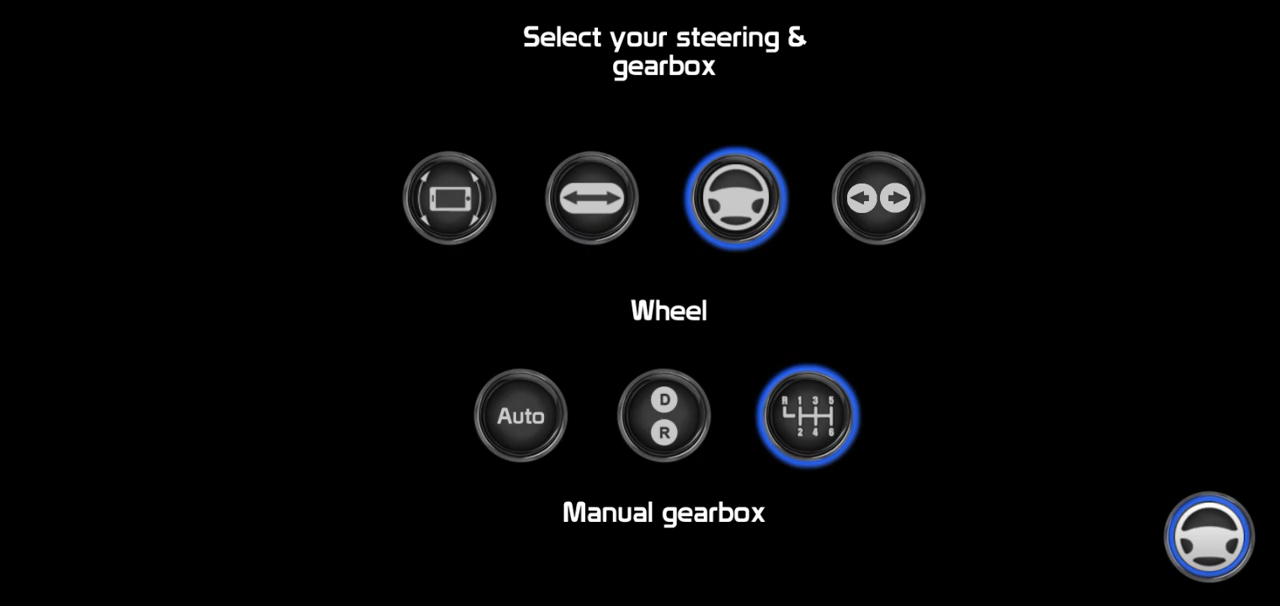 Select your steering &
gearbox
Wheel
Auto
D
R
R 1 3 5
2 4 6
Manual gearbox